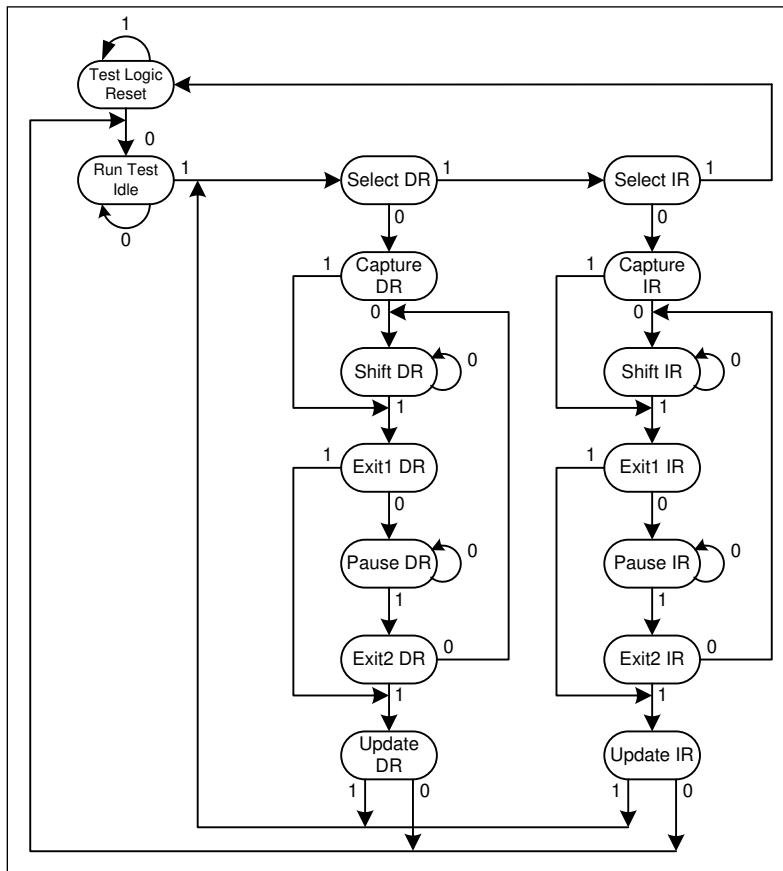 1
Test Logic
Reset
0
Run Test
Idle
1
0
Select DR
1
Select IR
1
0
0
1
Capture
DR
0
1
Capture
IR
0
Shift DR
0
Shift IR
0
1
1
1
Exit1 DR
1
Exit1 IR
0
0
Pause DR
0
Pause IR
0
1
1
Exit2 DR
0
Exit2 IR
0
1
1
Update
DR
Update IR
1
0
1
0